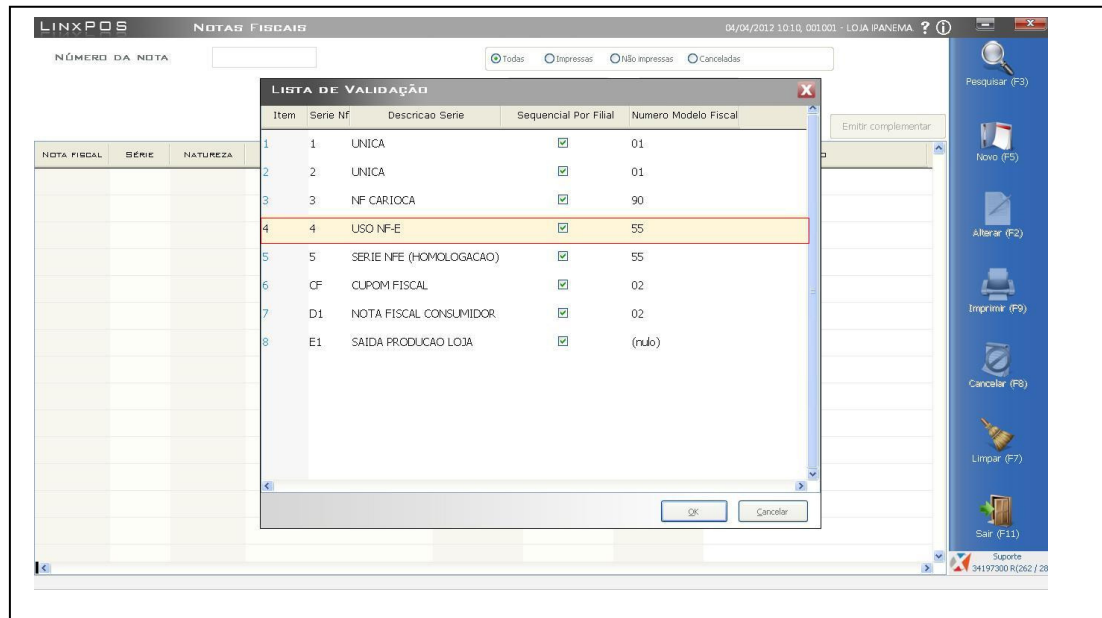 LINXPOS NOTAS FISCAIS 04/04/2012 10:10, 001001 - LOJA IPANEMA ?
NÚMERO DA NOTA Todas Impressas Não impressas Canceladas
Pesquisar (F3)
LISTA DE VALIDAÇÃO
Item Serie Nf Descricao Serie Sequencial Por Filial Numero Modelo Fiscal
Emitir complementar
1 1 UNICA 01
NOTA FISCAL SÉRIE NATUREZA
Novo (F5)
2 2 UNICA 01
3 3 NF CARIOCA 90
4 4 USO NF-E 55
Alterar (F2)
5 5 SERIE NFE (HOMOLOGACAO) 55
6 CF CUPOM FISCAL 02
Imprimir (F9)
7 D1 NOTA FISCAL CONSUMIDOR 02
8 E1 SAIDA PRODUCAO LOJA (nulo)
Cancelar (F8)
Limpar (F7)
OK Cancelar
Sair (F11)
Suporte
34197300 R(262 / 28